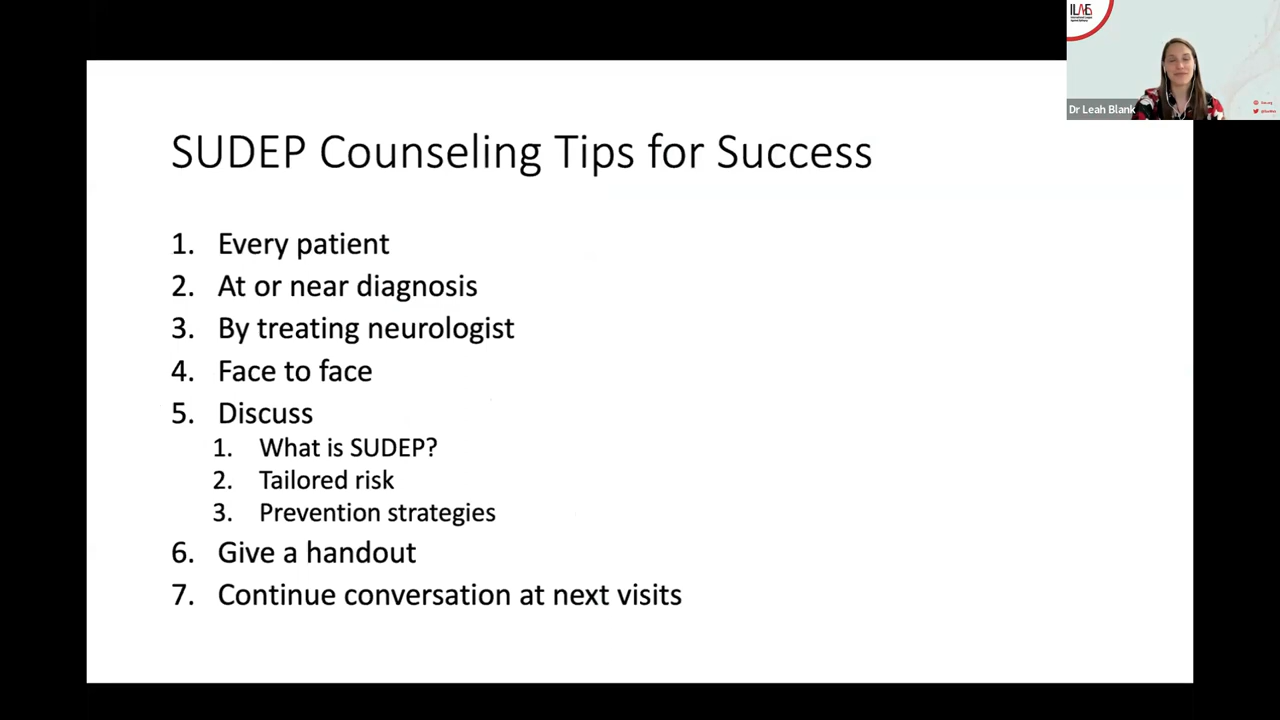 ILAE
Dr Leah Blank
SUDEP Counseling Tips for Success
1. Every patient
2. At or near diagnosis
3. By treating neurologist
4. Face to face
5. Discuss
1. What is SUDEP?
2. Tailored risk
3. Prevention strategies
6. Give a handout
7. Continue conversation at next visits